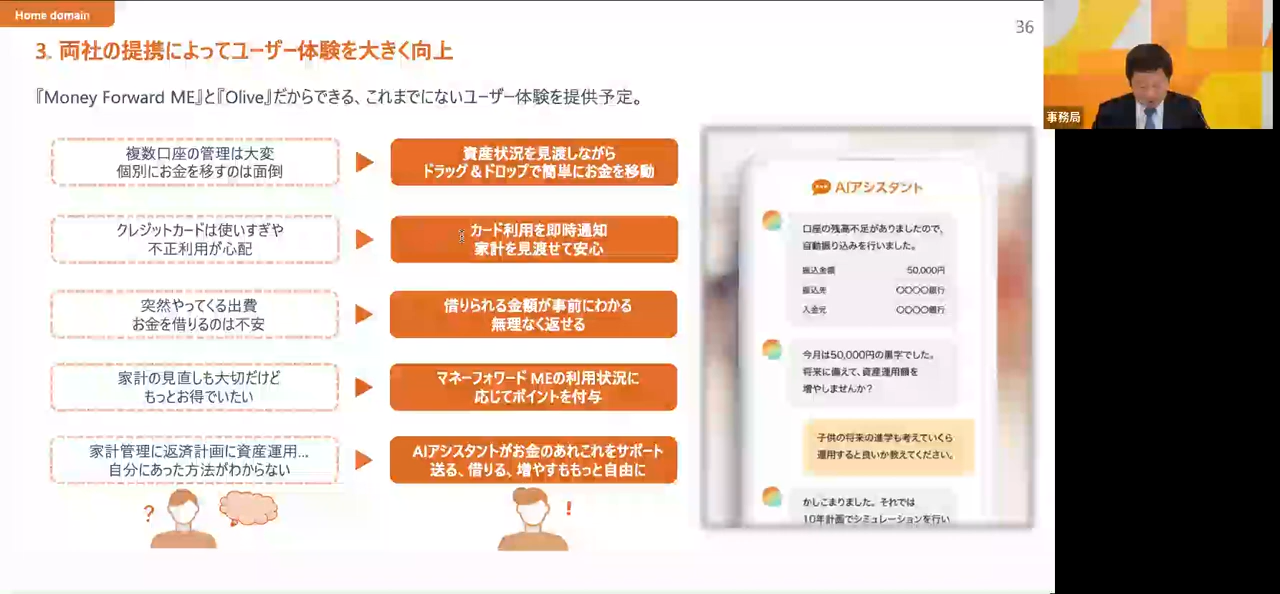 Home domain
36
3. 両社の提携によってユーザー体験を大きく向上
『Money Forward ME』と『Olive』だからできる、これまでにないユーザー体験を提供予定。
複数口座の管理は大変
個別にお金を移すのは面倒
資産状況を見渡しながら
ドラッグ&ドロップで簡単にお金を移動
クレジットカードは使いすぎや
不正利用が心配
カード利用を即時通知
家計を見渡せて安心
突然やってくる出費
お金を借りるのは不安
借りられる金額が事前にわかる
無理なく返せる
家計の見直しも大切だけど
もっとお得でいたい
マネーフォワード MEの利用状況に
応じてポイントを付与
家計管理に返済計画に資産運用...
自分にあった方法がわからない
AIアシスタントがお金のあれこれをサポート
送る、借りる、増やすももっと自由に
?
!
AIアシスタント
口座の残高不足がありましたので、
自動振り込みを行いました。
振込金額 50,000円
振込先 〇〇〇〇銀行
入金元 〇〇〇〇銀行
今月は50,000円の黒字でした。
将来に備えて、資産運用額を
増やしませんか?
子供の将来の進学も考えていくら
運用すると良いか教えてください。
かしこまりました。それでは
10年計画でシミュレーションを行い
事務局